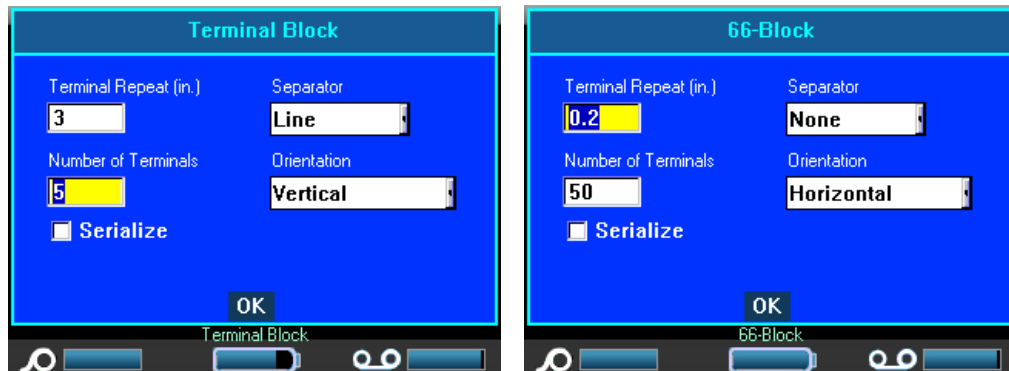 Terminal Block
Terminal Repeat (in.) Separator
3 Line
Number of Terminals Orientation
5 Vertical
Serialize
OK
Terminal Block
66-Block
Terminal Repeat (in.) Separator
0.2 None
Number of Terminals Orientation
50 Horizontal
Serialize
OK
66-Block